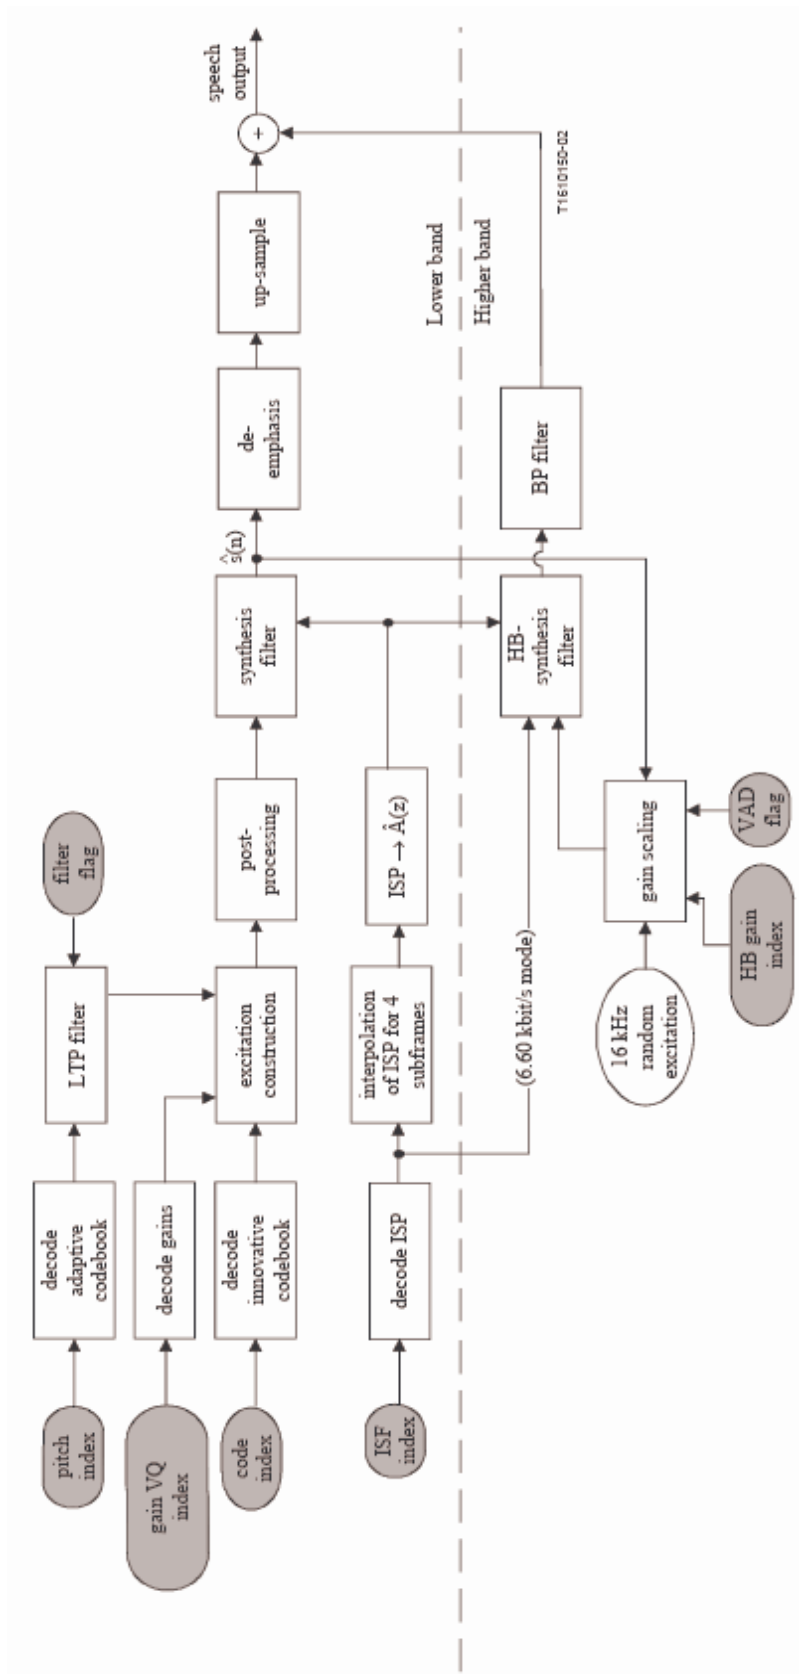 pitch
index
decode
adaptive
codebook
LTP filter
filter
flag
gain VQ
index
decode gains
code
index
decode
innovative
codebook
excitation
construction
post-
processing
synthesis
filter
ŝ(n)
de-
emphasis
up-sample
+
speech
output
ISF
index
decode ISP
interpolation
of ISP for 4
subframes
ISP → Â(z)
Lower band
Higher band
(6.60 kbit/s mode)
HB-
synthesis
filter
BP filter
T1610150-02
16 kHz
random
excitation
gain scaling
HB gain
index
VAD
flag